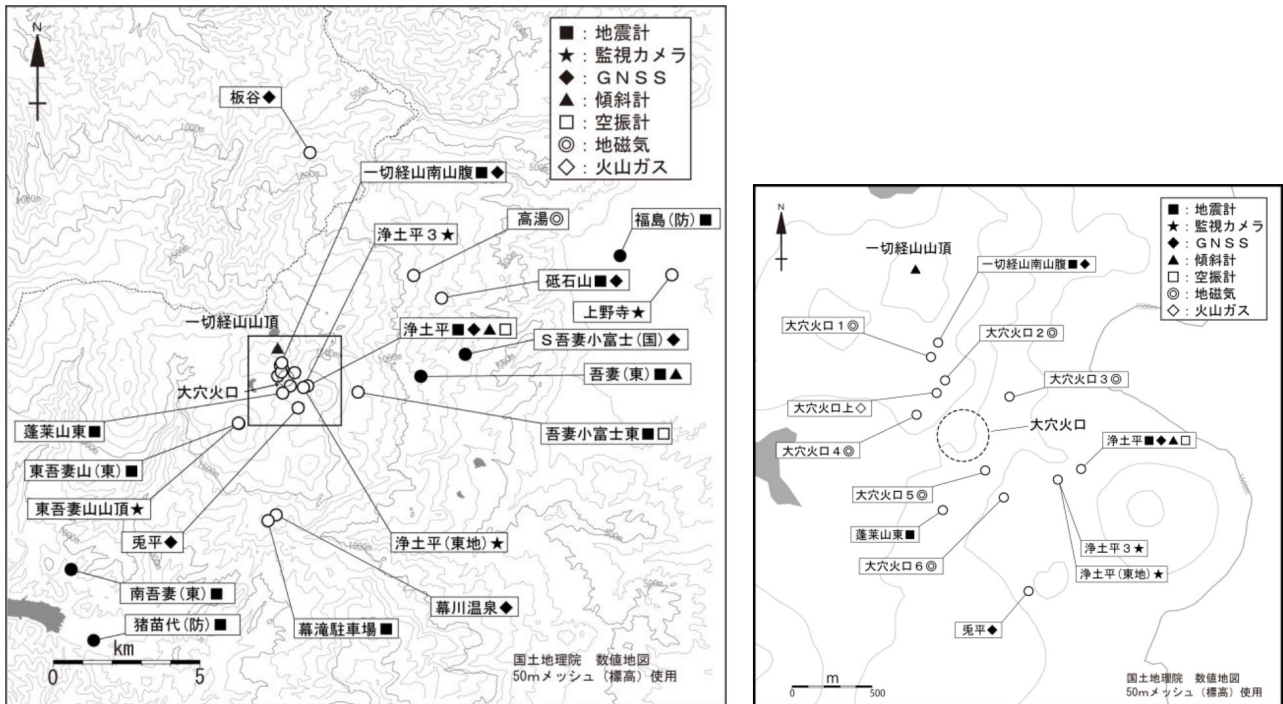 N
■：地震計
★：監視カメラ
◆：ＧＮＳＳ
▲：傾斜計
□：空振計
◎：地磁気
◇：火山ガス
板谷◆
500m
1000m
一切経山南山腹■◆
高湯◎
福島(防)■
浄土平３★
砥石山■◆
上野寺★
一切経山山頂
浄土平■◆▲□
Ｓ吾妻小富士(国)◆
吾妻(東)■▲
大穴火口
蓬莱山東■
吾妻小富士東■□
東吾妻山(東)■
東吾妻山山頂★
兎平◆
浄土平(東地)★
南吾妻(東)■
幕川温泉◆
猪苗代(防)■
幕滝駐車場■
km
0 5
国土地理院　数値地図
50mメッシュ（標高）使用
N
■：地震計
★：監視カメラ
◆：ＧＮＳＳ
▲：傾斜計
□：空振計
◎：地磁気
◇：火山ガス
一切経山山頂
一切経山南山腹■◆
大穴火口１◎
大穴火口２◎
大穴火口３◎
大穴火口上◇
大穴火口
大穴火口４◎
浄土平■◆▲□
大穴火口５◎
蓬莱山東■
浄土平３★
大穴火口６◎
浄土平(東地)★
兎平◆
m
0 500
国土地理院　数値地図
50mメッシュ（標高）使用